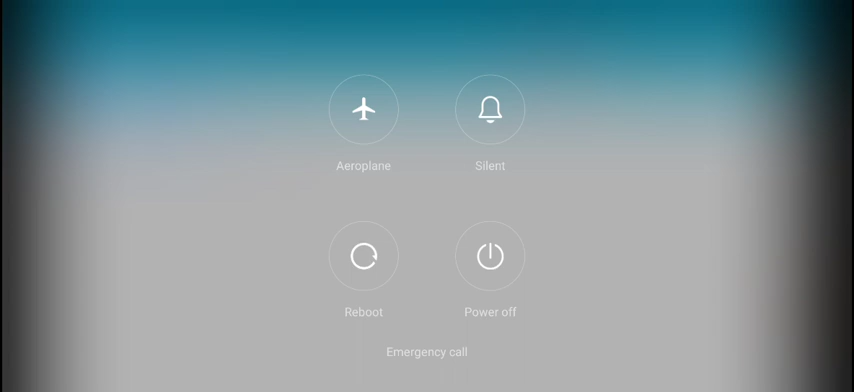 Aeroplane
Silent
Reboot
Power off
Emergency call